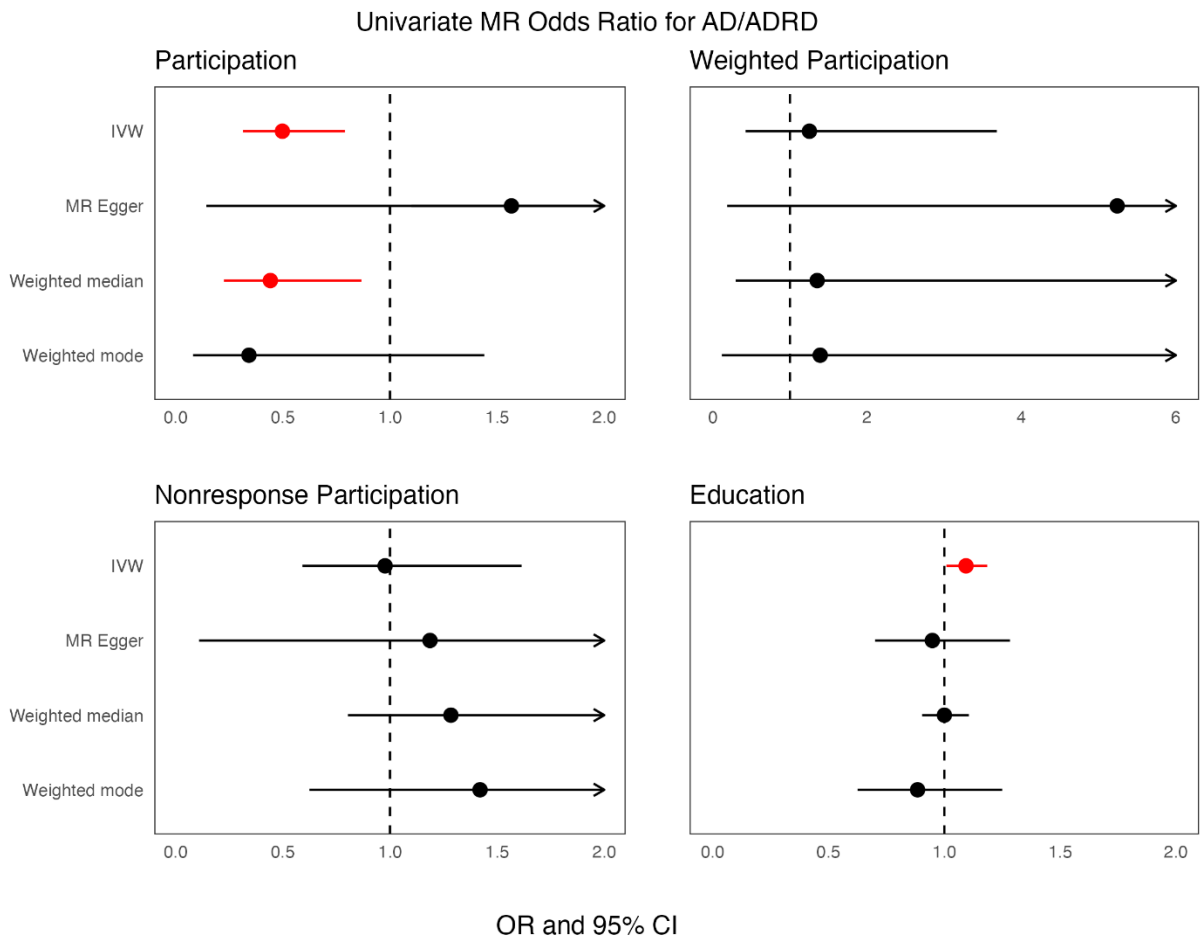 Univariate MR Odds Ratio for AD/ADRD
Participation
IVW
MR Egger
Weighted median
Weighted mode
0.0 0.5 1.0 1.5 2.0
Weighted Participation
0 2 4 6
Nonresponse Participation
IVW
MR Egger
Weighted median
Weighted mode
0.0 0.5 1.0 1.5 2.0
Education
0.0 0.5 1.0 1.5 2.0
OR and 95% CI